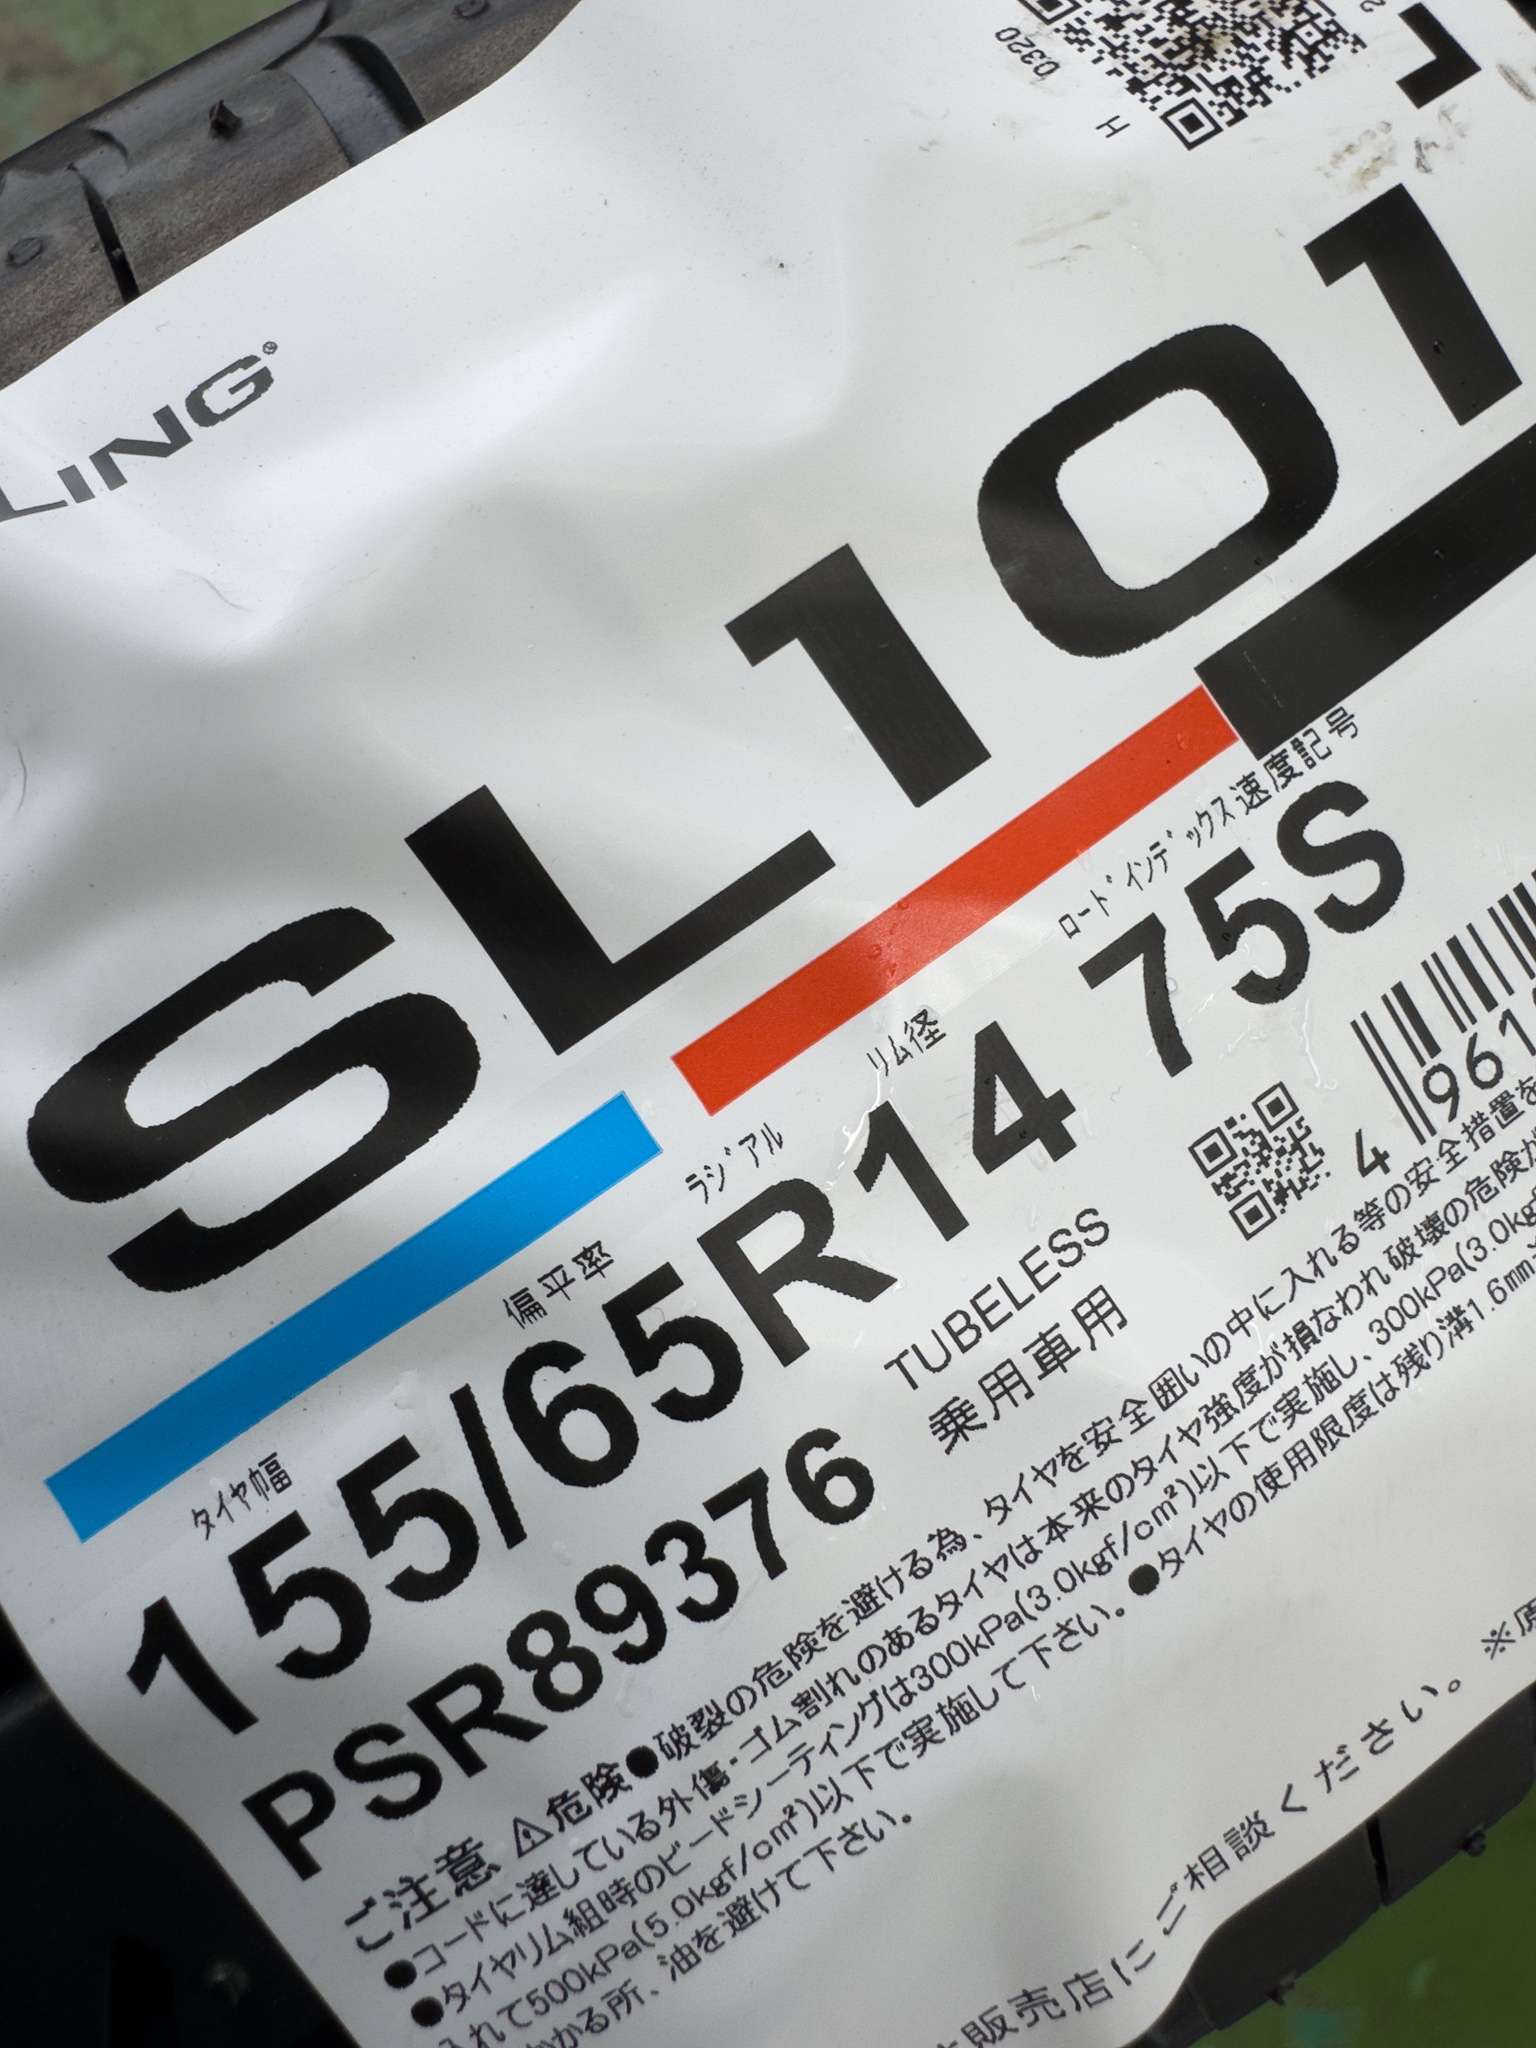 0320
H
LING®
SL101
タイヤ幅 偏平率 ラジアル リム径 ロードインデックス速度記号
155/65R14 75S
PSR89376 TUBELESS
乗用車用
4 961
ご注意 ⚠危険●破裂の危険を避ける為、タイヤを安全囲いの中に入れる等の安全措置を
●コードに達している外傷・ゴム割れのあるタイヤは本来のタイヤ強度が損なわれ破壊の危険が
●タイヤリム組時のビードシーティングは300kPa(3.0kgf/cm²)以下で実施し、300kPa(3.0kgf
入れて500kPa(5.0kgf/cm²)以下で実施して下さい。●タイヤの使用限度は残り溝1.6mm
かる所、油を避けて下さい。
販売店にご相談ください。 ※原